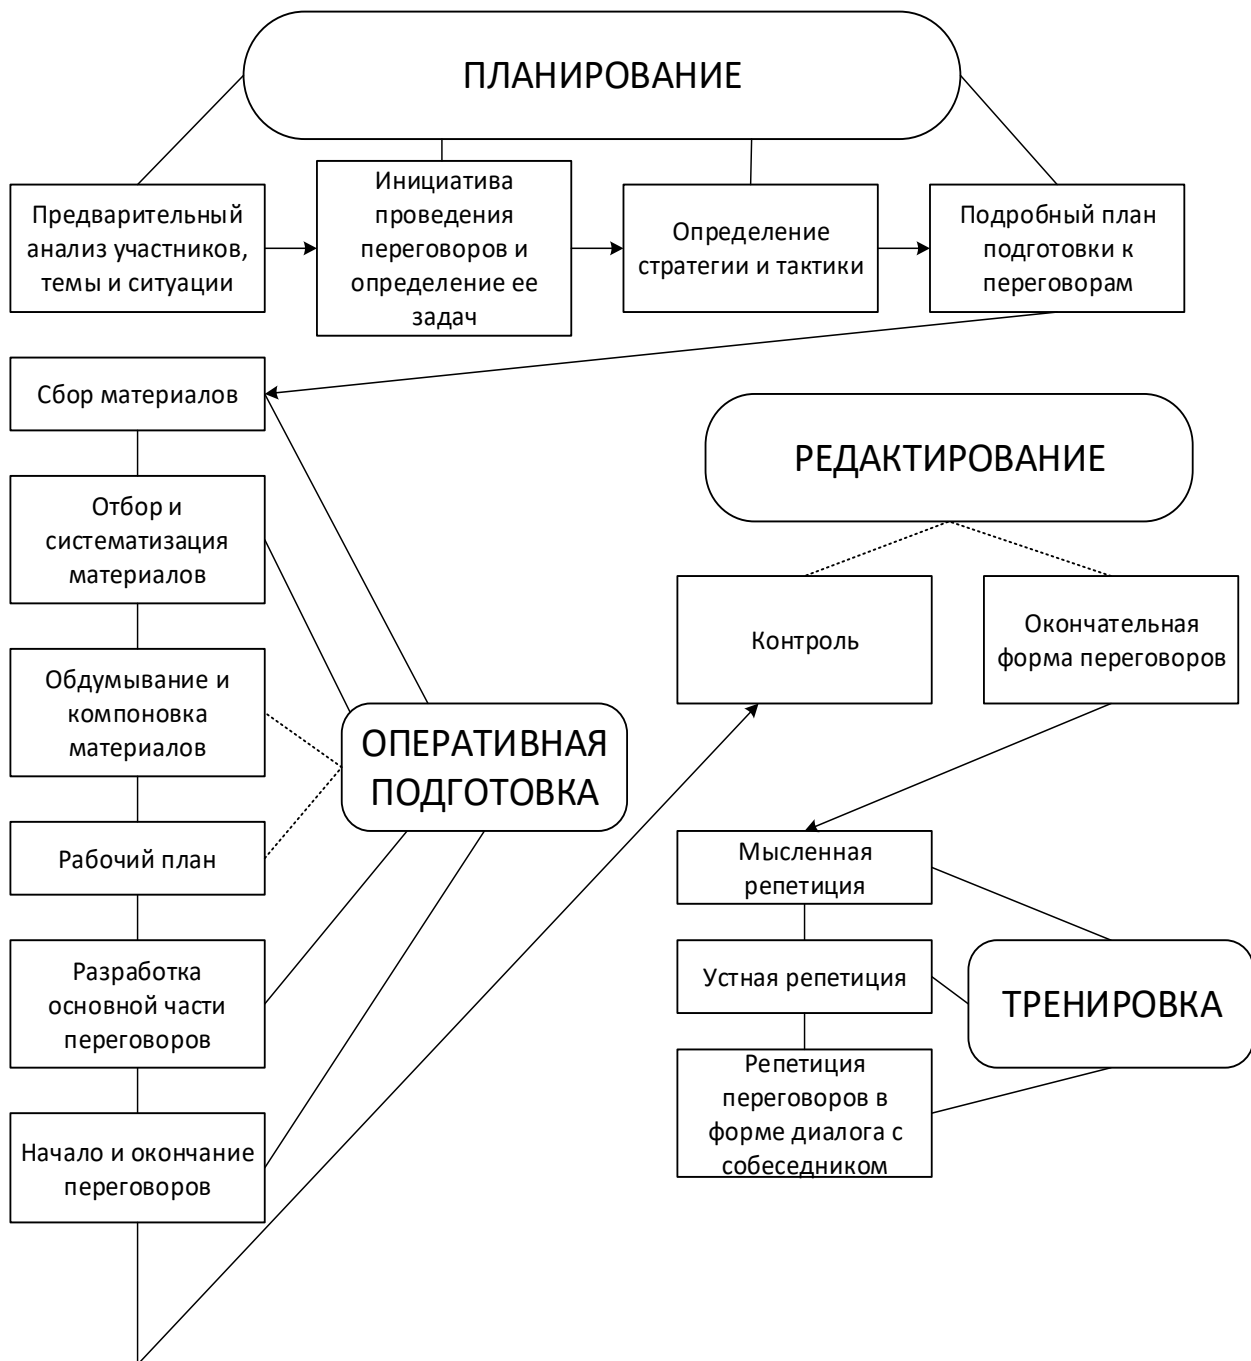 ПЛАНИРОВАНИЕ
Предварительный
анализ участников,
темы и ситуации
Инициатива
проведения
переговоров и
определение ее
задач
Определение
стратегии и тактики
Подробный план
подготовки к
переговорам
Сбор материалов
Отбор и
систематизация
материалов
Обдумывание и
компоновка
материалов
Рабочий план
Разработка
основной части
переговоров
Начало и окончание
переговоров
ОПЕРАТИВНАЯ
ПОДГОТОВКА
РЕДАКТИРОВАНИЕ
Контроль
Окончательная
форма переговоров
Мысленная
репетиция
Устная репетиция
Репетиция
переговоров в
форме диалога с
собеседником
ТРЕНИРОВКА